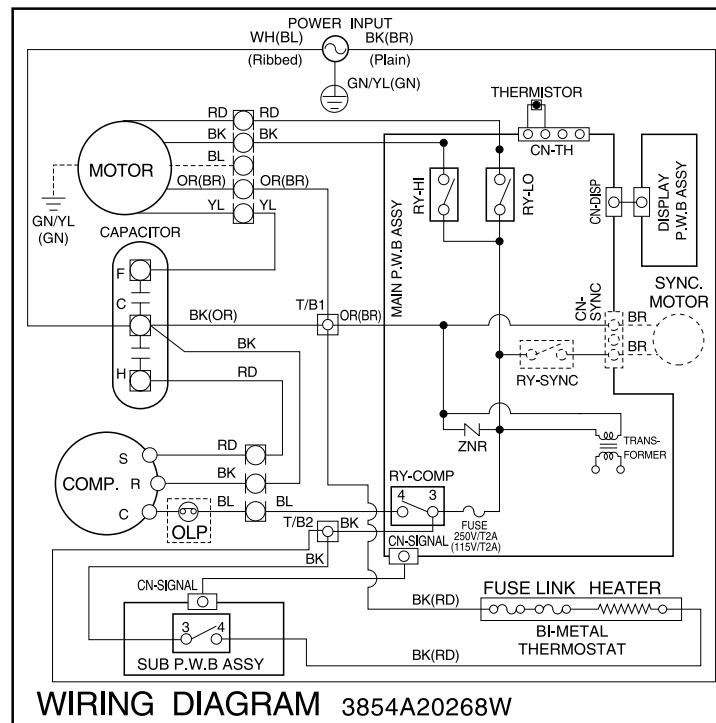 POWER INPUT
WH(BL)
BK(BR)
(Ribbed)
(Plain)
GN/YL(GN)
RD
RD
BK
BK
BL
OR(BR)
OR(BR)
YL
YL
MOTOR
GN/YL
(GN)
THERMISTOR
CN-TH
RY-HI
RY-LO
MAIN P.W.B ASSY
CN-DISP
DISPLAY
P.W.B ASSY
CAPACITOR
F
C
H
BK(OR)
T/B1
OR(BR)
BK
RD
CN-
SYNC
SYNC.
MOTOR
BR
BR
RY-SYNC
ZNR
TRANS-
FORMER
COMP.
S
R
C
RD
BK
BL
BL
OLP
RY-COMP
4
3
FUSE
250V/T2A
(115V/T2A)
T/B2
BK
BK
CN-SIGNAL
CN-SIGNAL
3
4
SUB P.W.B ASSY
BK(RD)
BK(RD)
FUSE LINK
HEATER
BI-METAL
THERMOSTAT
WIRING DIAGRAM 3854A20268W